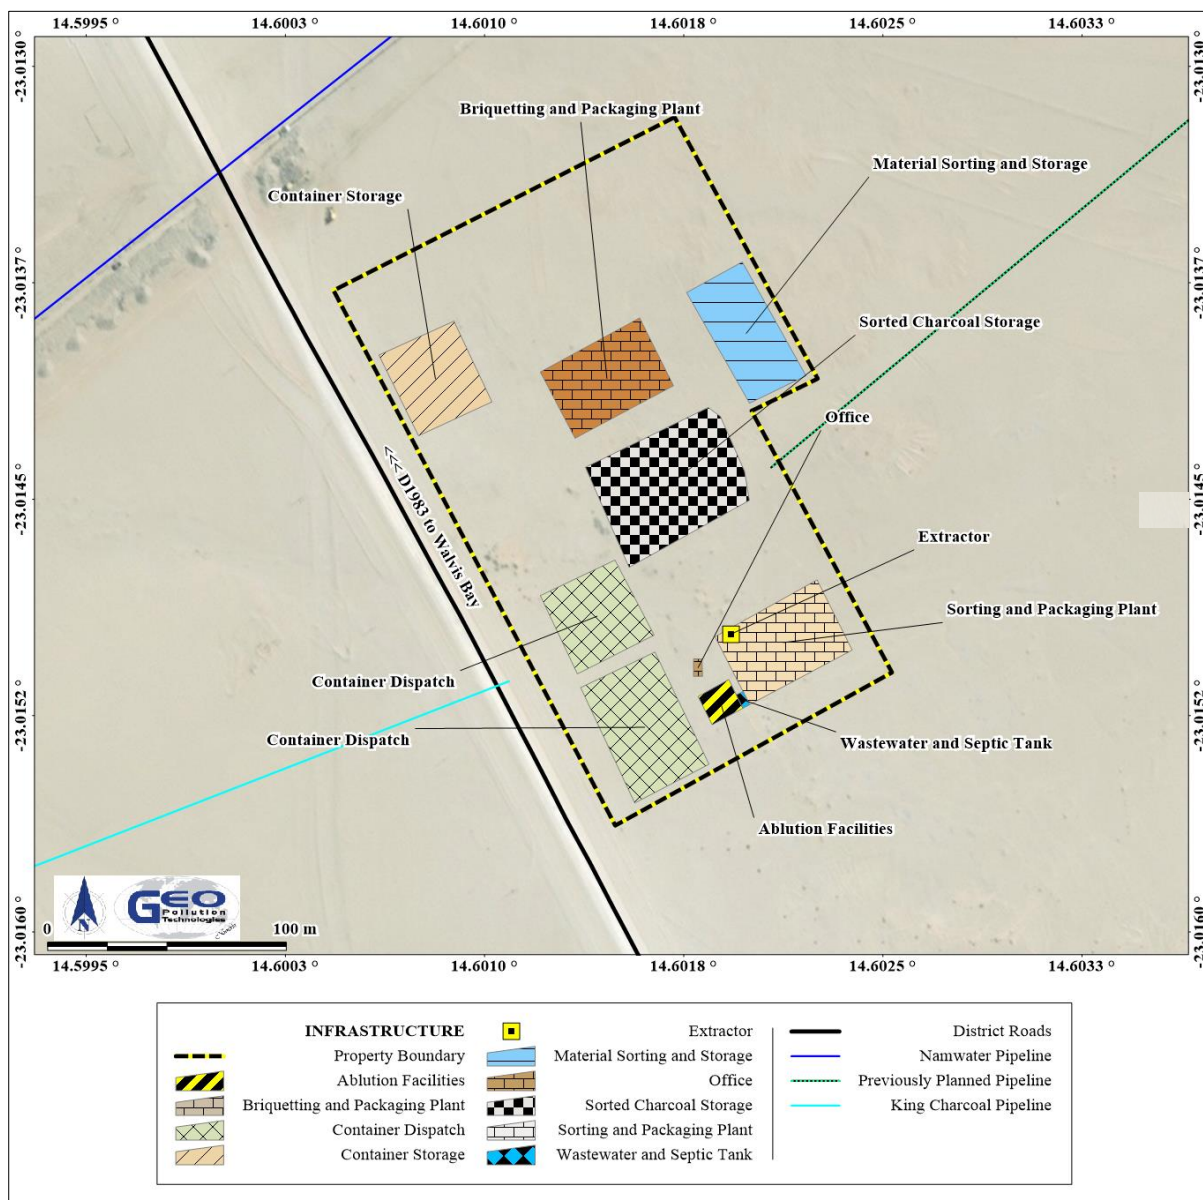 14.5995 ° 14.6003 ° 14.6010 ° 14.6018 ° 14.6025 ° 14.6033 °
-23.0130 ° -23.0130 °
Briquetting and Packaging Plant
Material Sorting and Storage
Container Storage
-23.0137 ° -23.0137 °
Sorted Charcoal Storage
Office
<<< D1983 to Walvis Bay
-23.0145 ° -23.0145 °
Extractor
Sorting and Packaging Plant
Container Dispatch
-23.0152 ° -23.0152 °
Container Dispatch
Wastewater and Septic Tank
Ablution Facilities
N
GEO
Pollution
Technologies
0 100 m
-23.0160 ° -23.0160 °
14.5995 ° 14.6003 ° 14.6010 ° 14.6018 ° 14.6025 ° 14.6033 °
INFRASTRUCTURE
Property Boundary
Ablution Facilities
Briquetting and Packaging Plant
Container Dispatch
Container Storage
Extractor
Material Sorting and Storage
Office
Sorted Charcoal Storage
Sorting and Packaging Plant
Wastewater and Septic Tank
District Roads
Namwater Pipeline
Previously Planned Pipeline
King Charcoal Pipeline